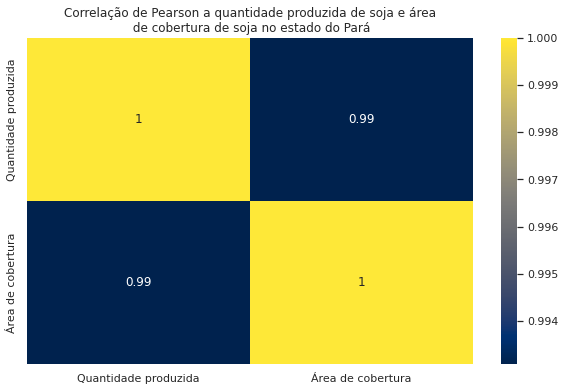 Correlação de Pearson a quantidade produzida de soja e área
de cobertura de soja no estado do Pará
Quantidade produzida
Área de cobertura
1
0.99
0.99
1
Quantidade produzida
Área de cobertura
1.000
0.999
0.998
0.997
0.996
0.995
0.994